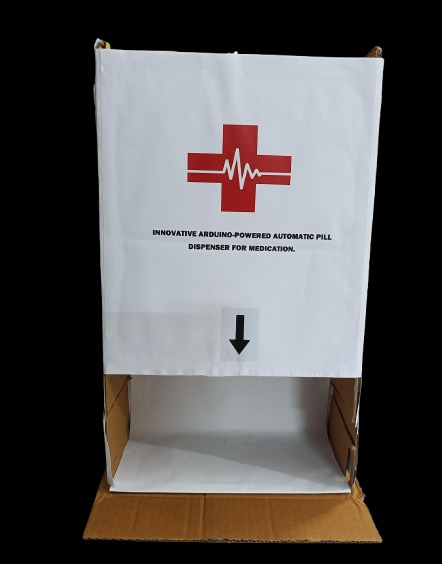 INNOVATIVE ARDUINO-POWERED AUTOMATIC PILL
DISPENSER FOR MEDICATION.